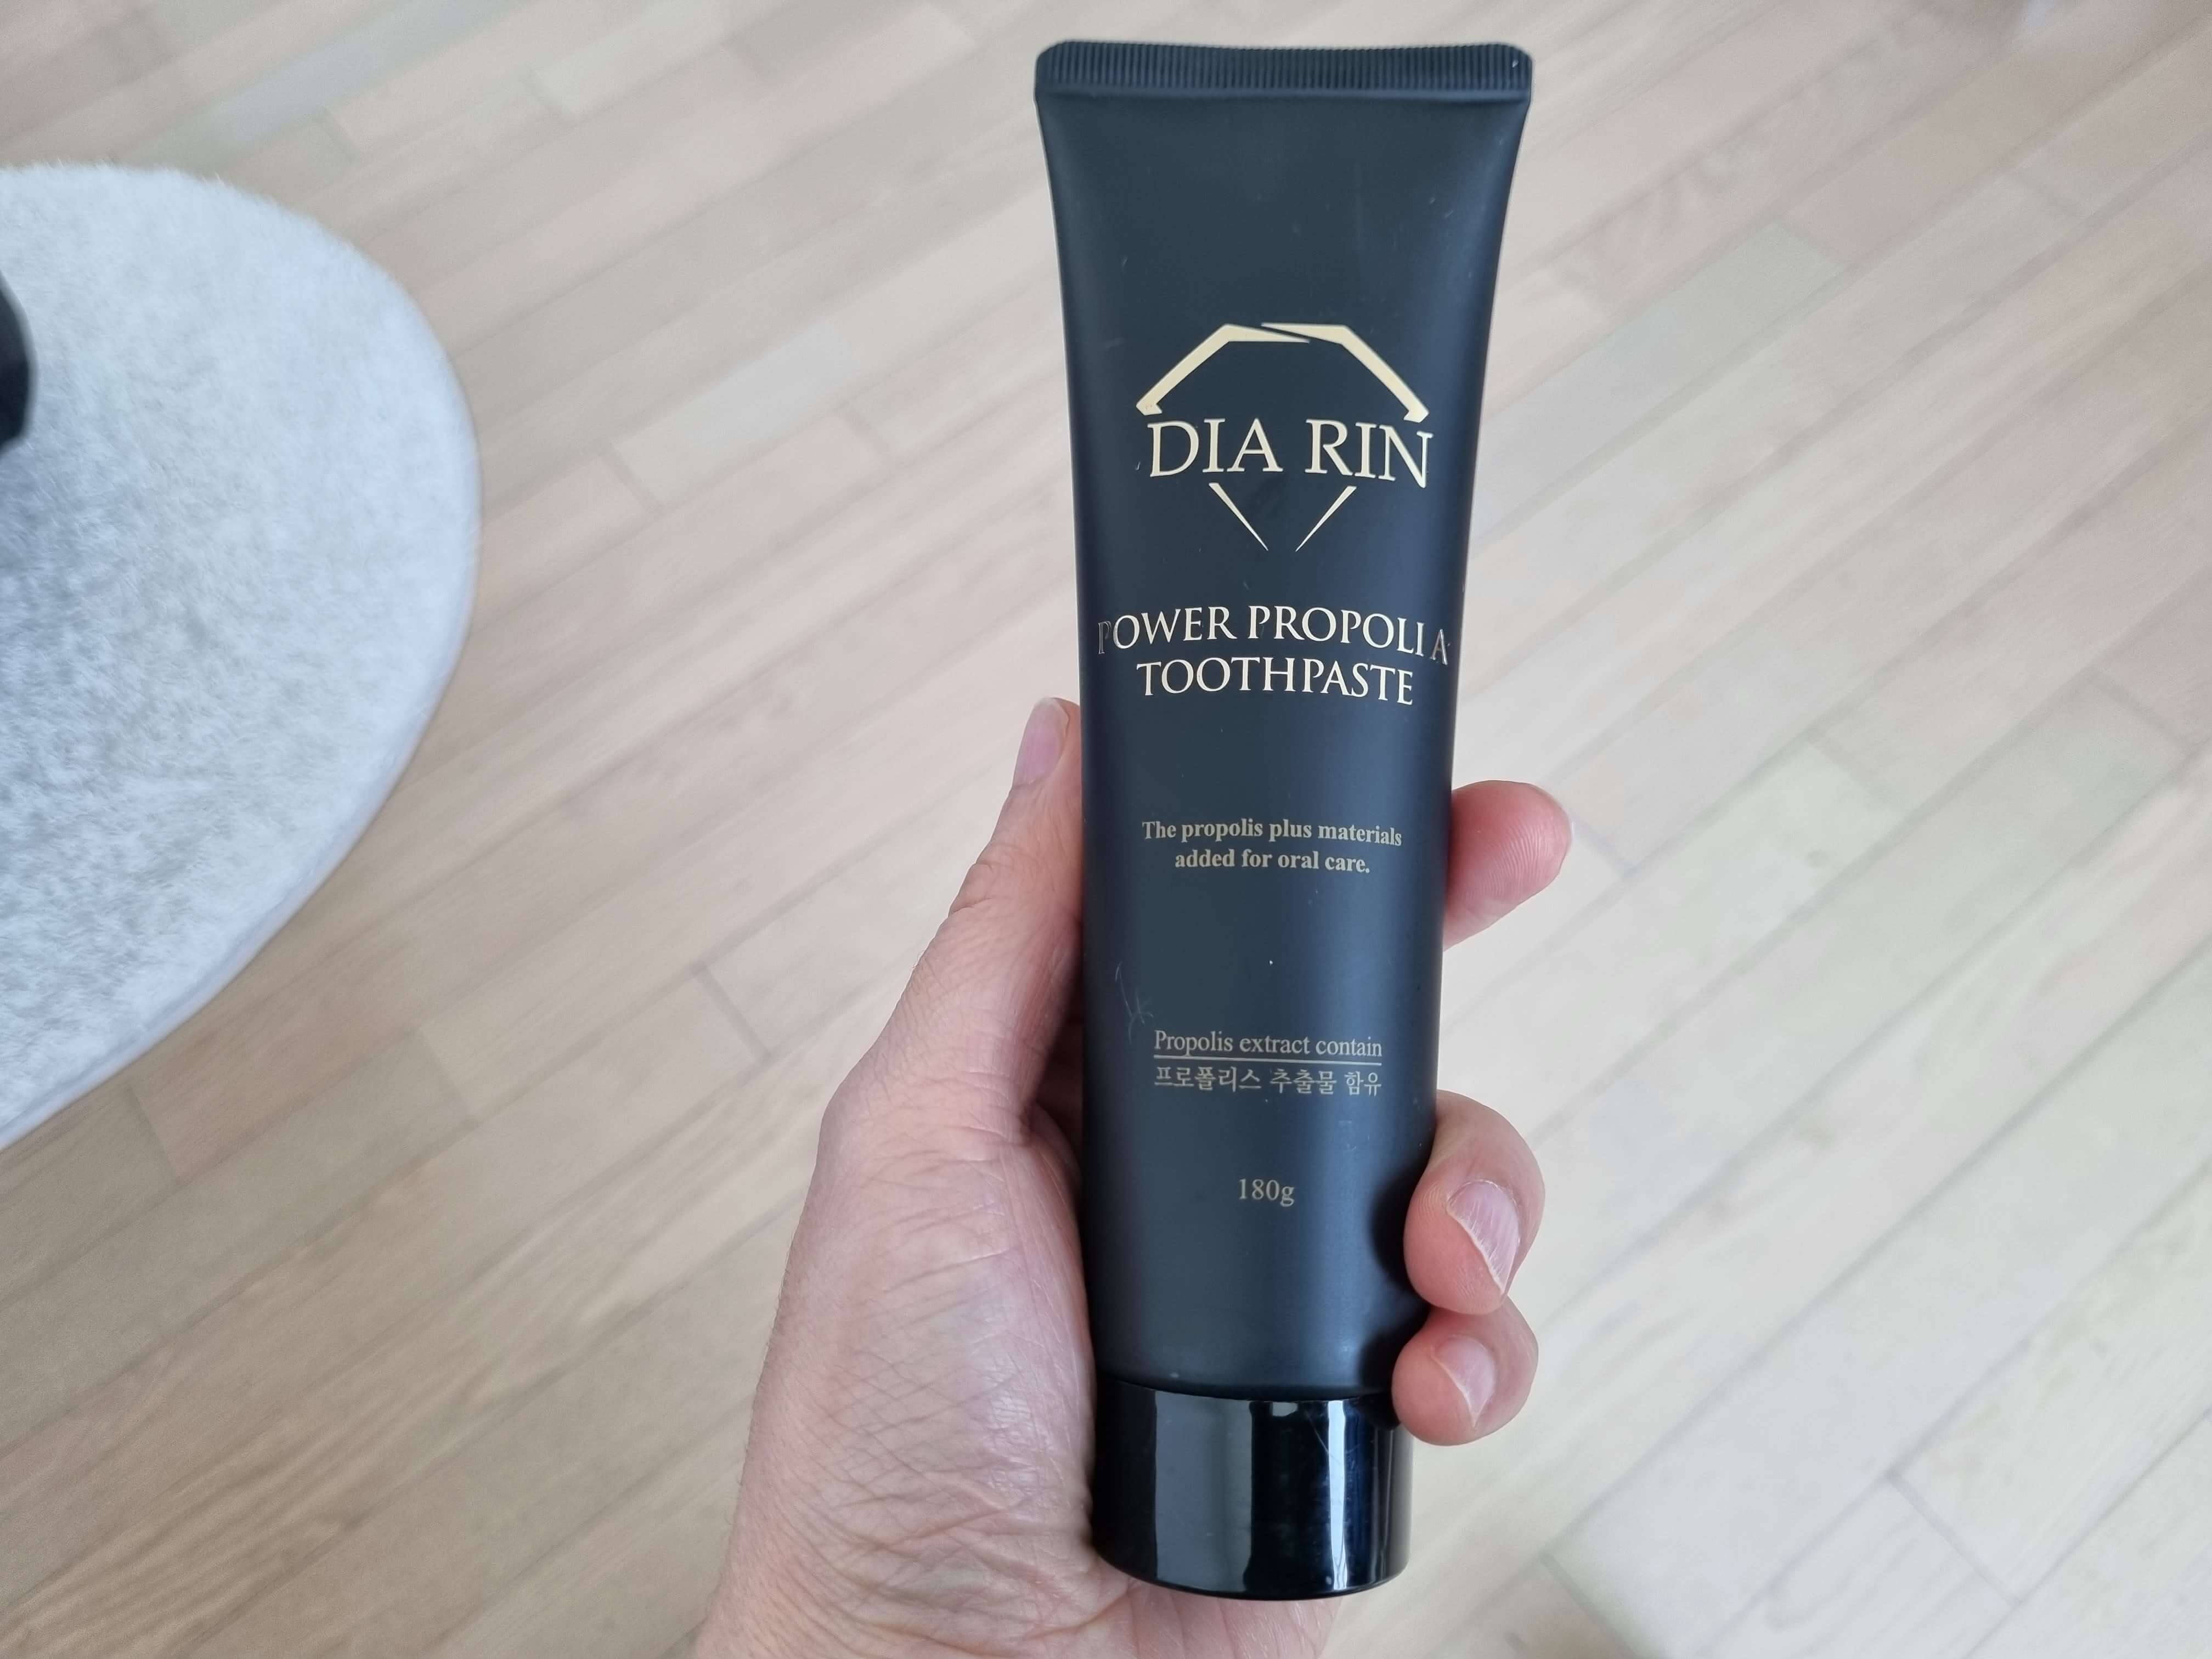 DIA RIN
POWER PROPOLI A
TOOTHPASTE
The propolis plus materials
added for oral care.
Propolis extract contain
프로폴리스 추출물 함유
180g